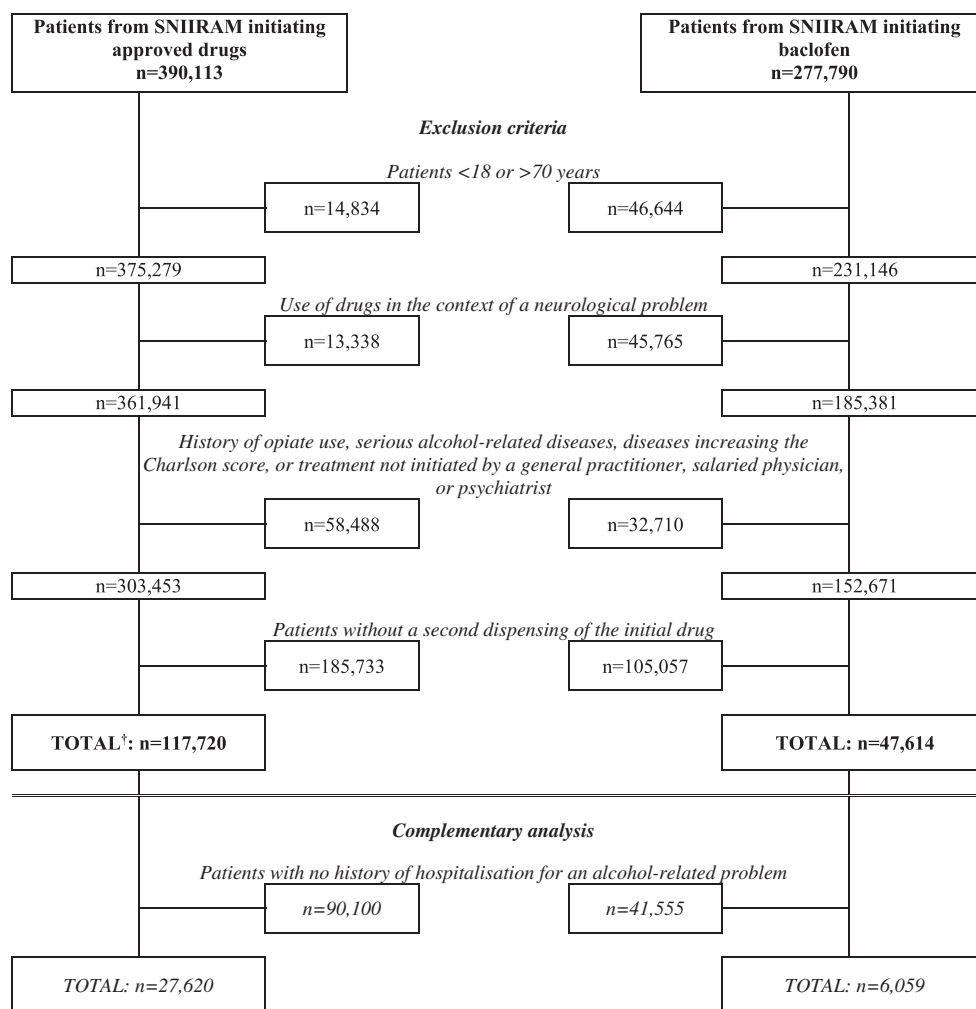 Patients from SNIIRAM initiating
approved drugs
n=390,113
Patients from SNIIRAM initiating
baclofen
n=277,790
Exclusion criteria
Patients <18 or >70 years
n=14,834
n=46,644
n=375,279
n=231,146
Use of drugs in the context of a neurological problem
n=13,338
n=45,765
n=361,941
n=185,381
History of opiate use, serious alcohol-related diseases, diseases increasing the
Charlson score, or treatment not initiated by a general practitioner, salaried physician,
or psychiatrist
n=58,488
n=32,710
n=303,453
n=152,671
Patients without a second dispensing of the initial drug
n=185,733
n=105,057
TOTAL†: n=117,720
TOTAL: n=47,614
Complementary analysis
Patients with no history of hospitalisation for an alcohol-related problem
n=90,100
n=41,555
TOTAL: n=27,620
TOTAL: n=6,059